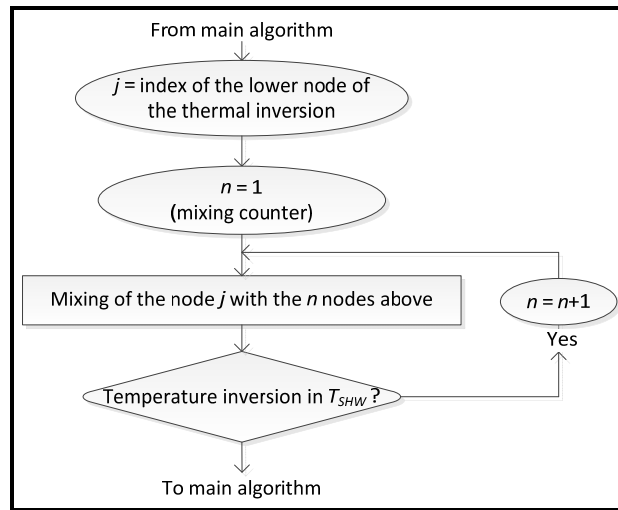 From main algorithm
j = index of the lower node of
the thermal inversion
n = 1
(mixing counter)
Mixing of the node j with the n nodes above
n = n+1
Yes
Temperature inversion in T_SHW ?
To main algorithm